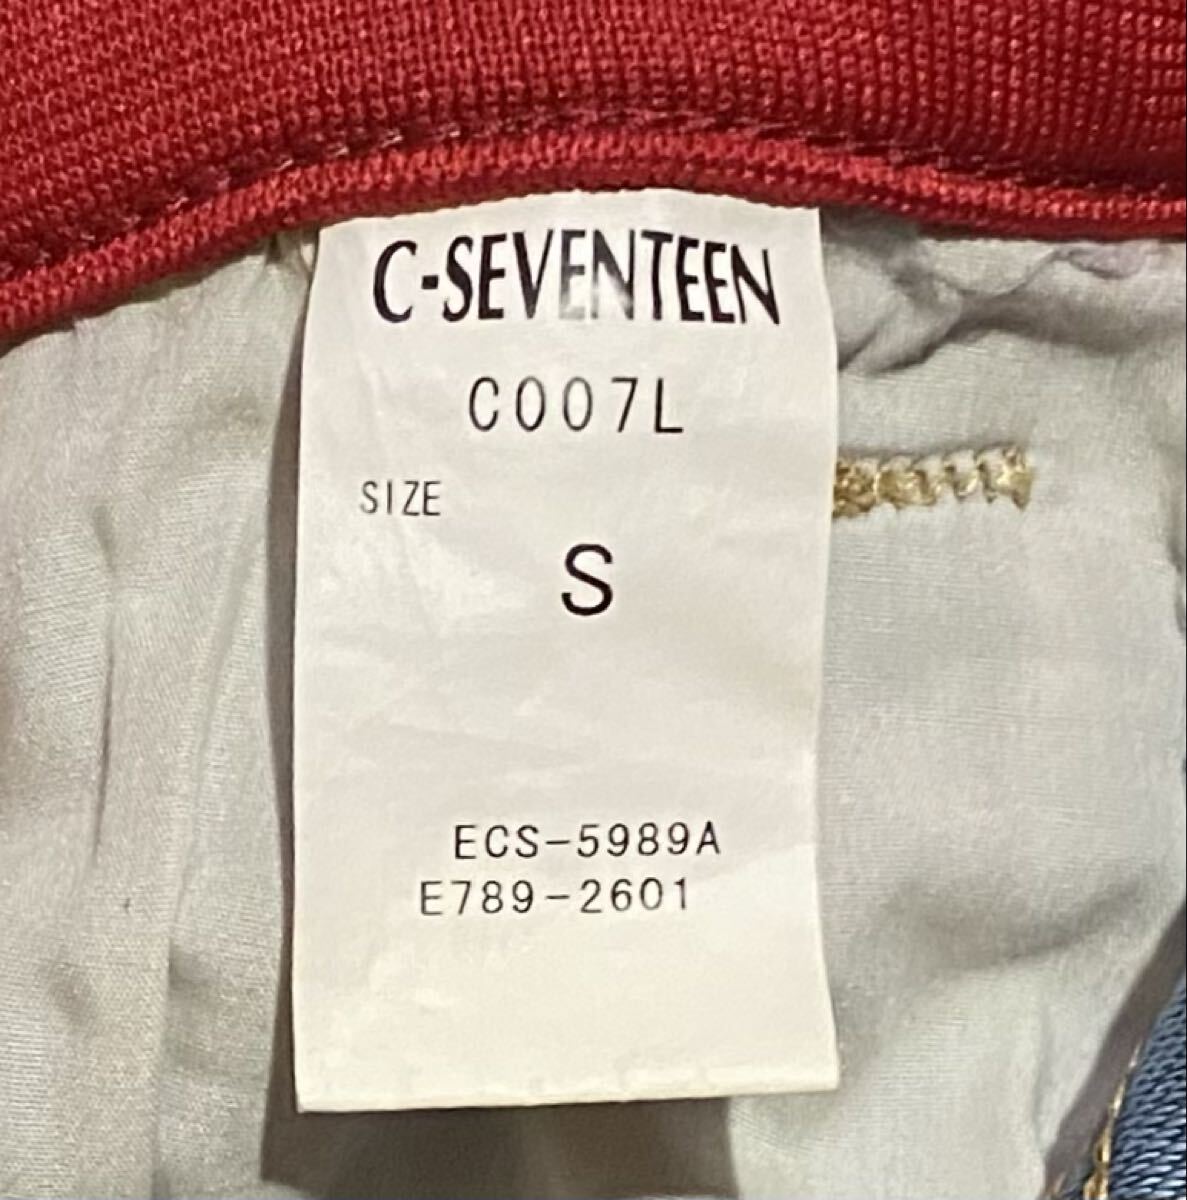 C-SEVENTEEN
C007L
SIZE
S
ECS-5989A
E789-2601